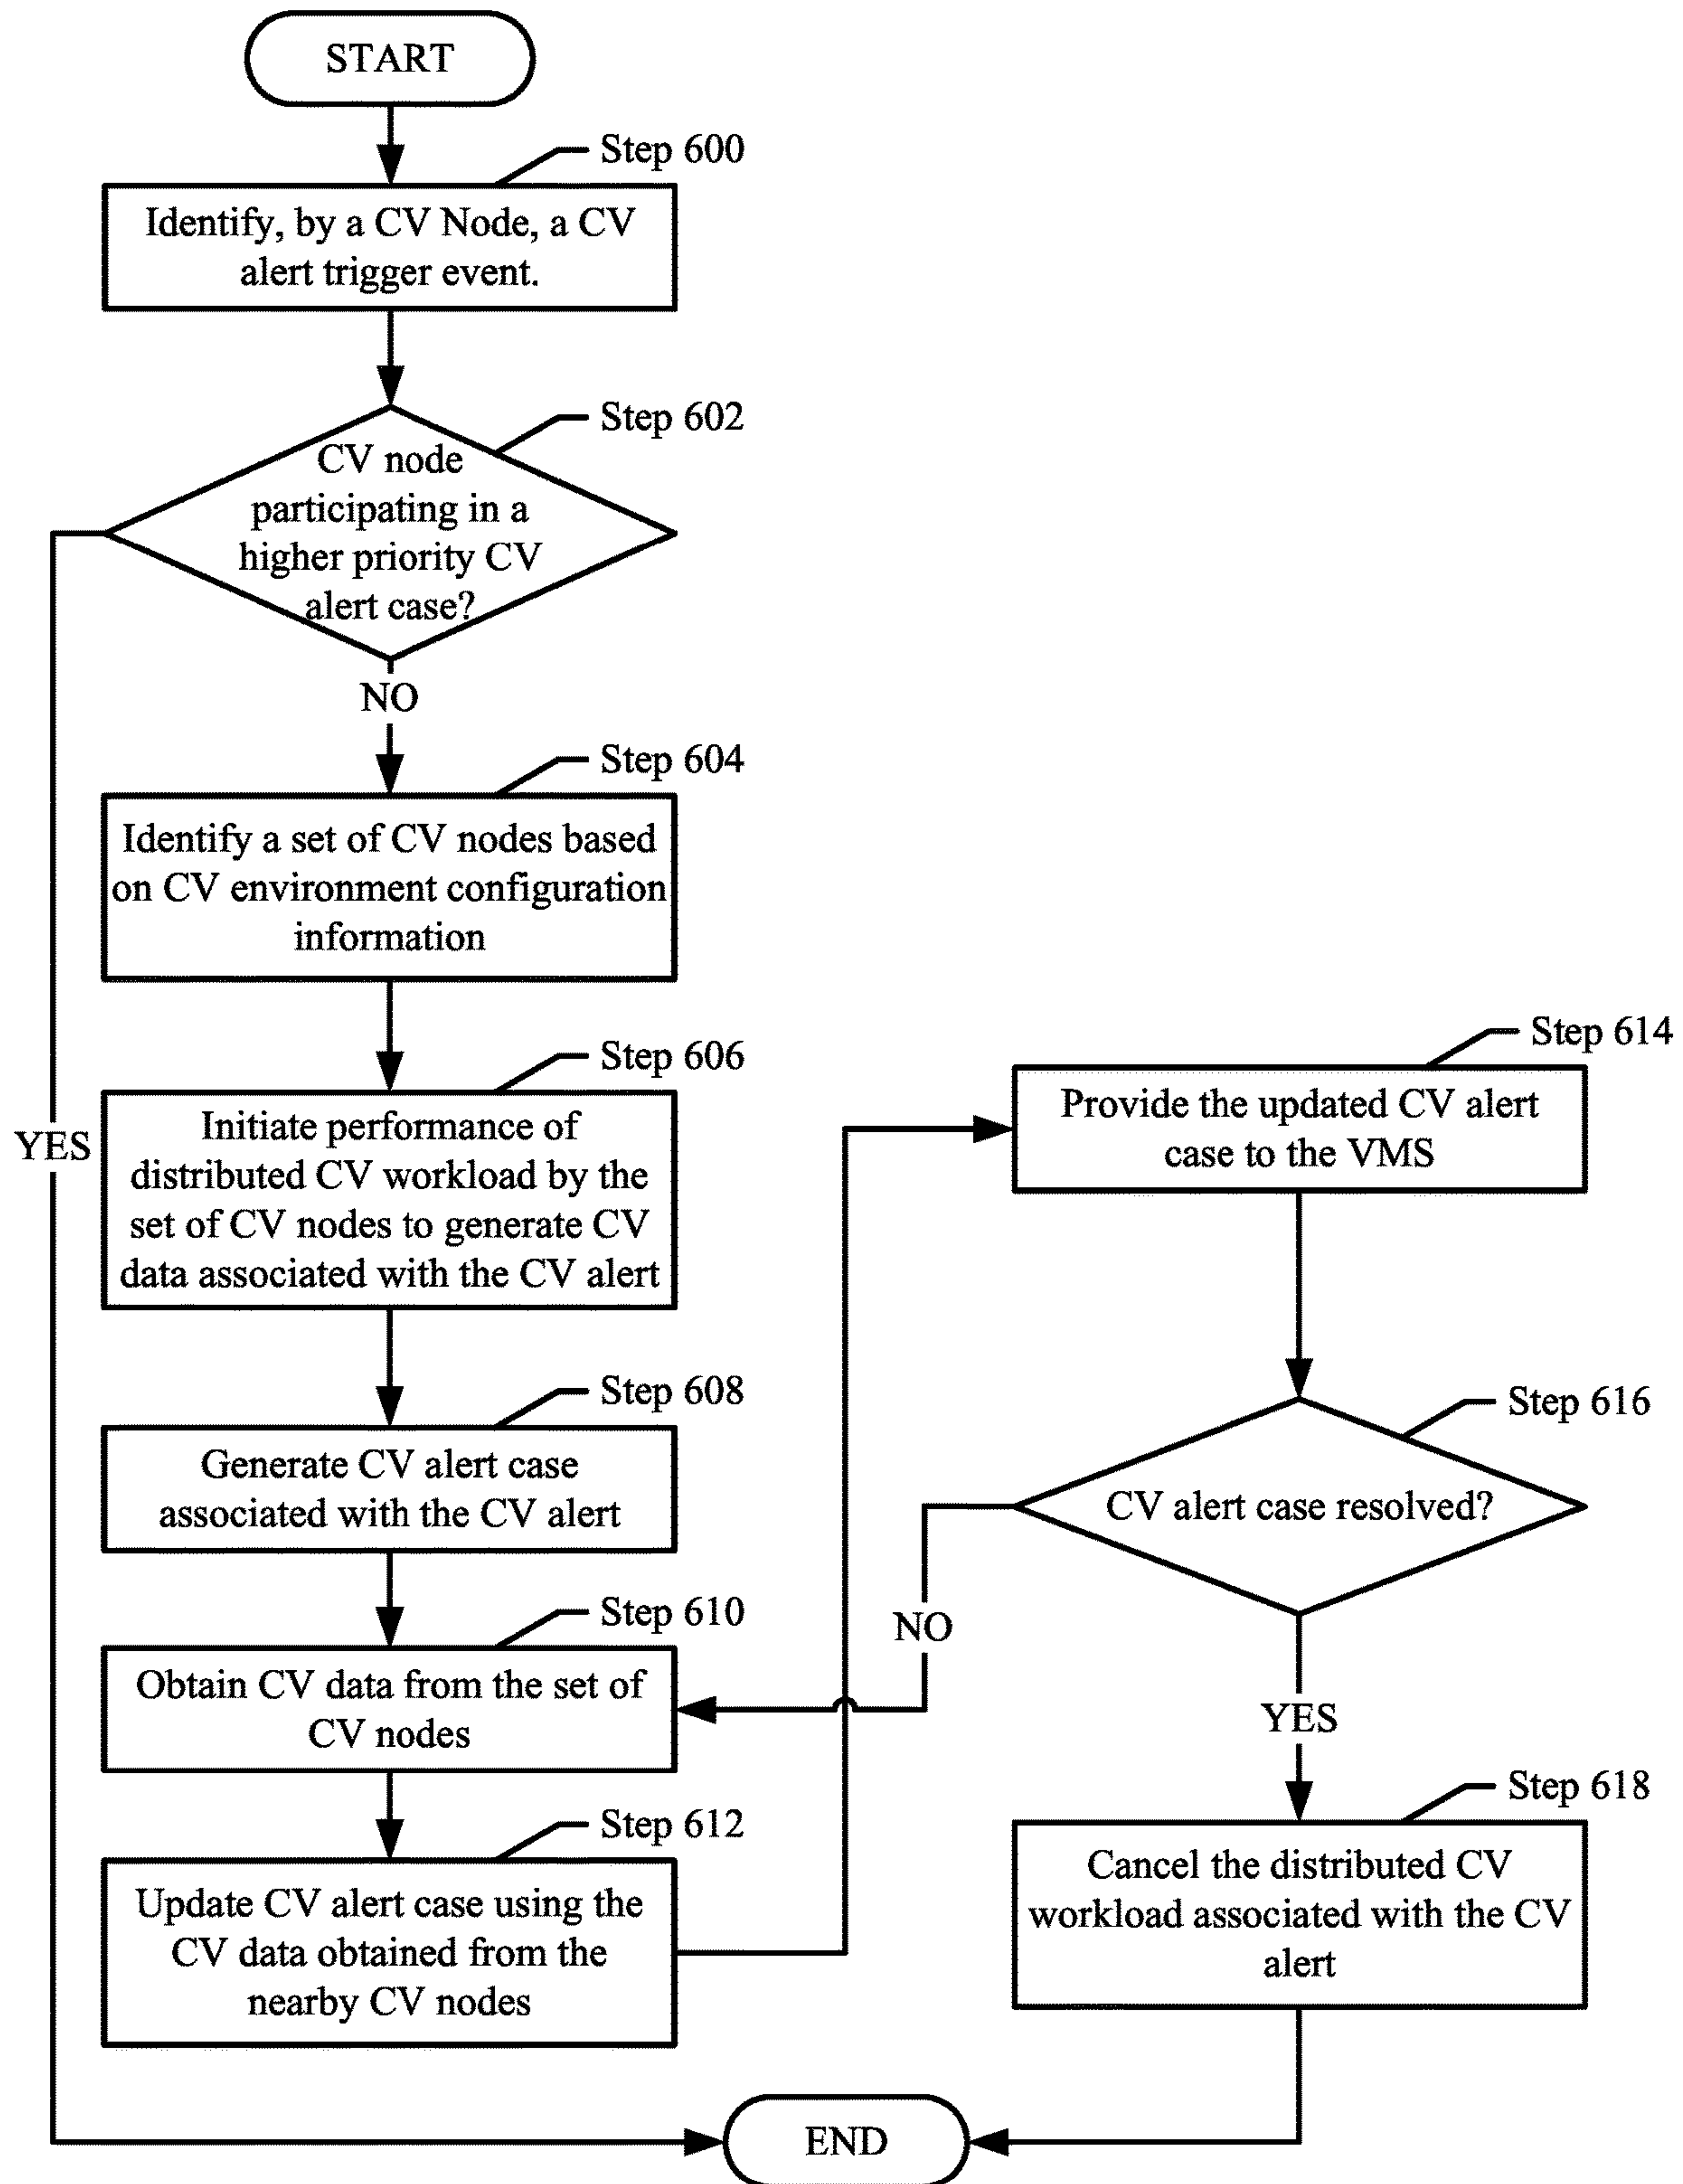 START
Step 600
Identify, by a CV Node, a CV
alert trigger event.
Step 602
CV node
participating in a
higher priority CV
alert case?
NO
Step 604
Identify a set of CV nodes based
on CV environment configuration
information
Step 606
Initiate performance of
distributed CV workload by the
set of CV nodes to generate CV
data associated with the CV alert
YES
Step 608
Generate CV alert case
associated with the CV alert
Step 610
Obtain CV data from the set of
CV nodes
Step 612
Update CV alert case using the
CV data obtained from the
nearby CV nodes
Step 614
Provide the updated CV alert
case to the VMS
Step 616
CV alert case resolved?
NO
YES
Step 618
Cancel the distributed CV
workload associated with the CV
alert
END